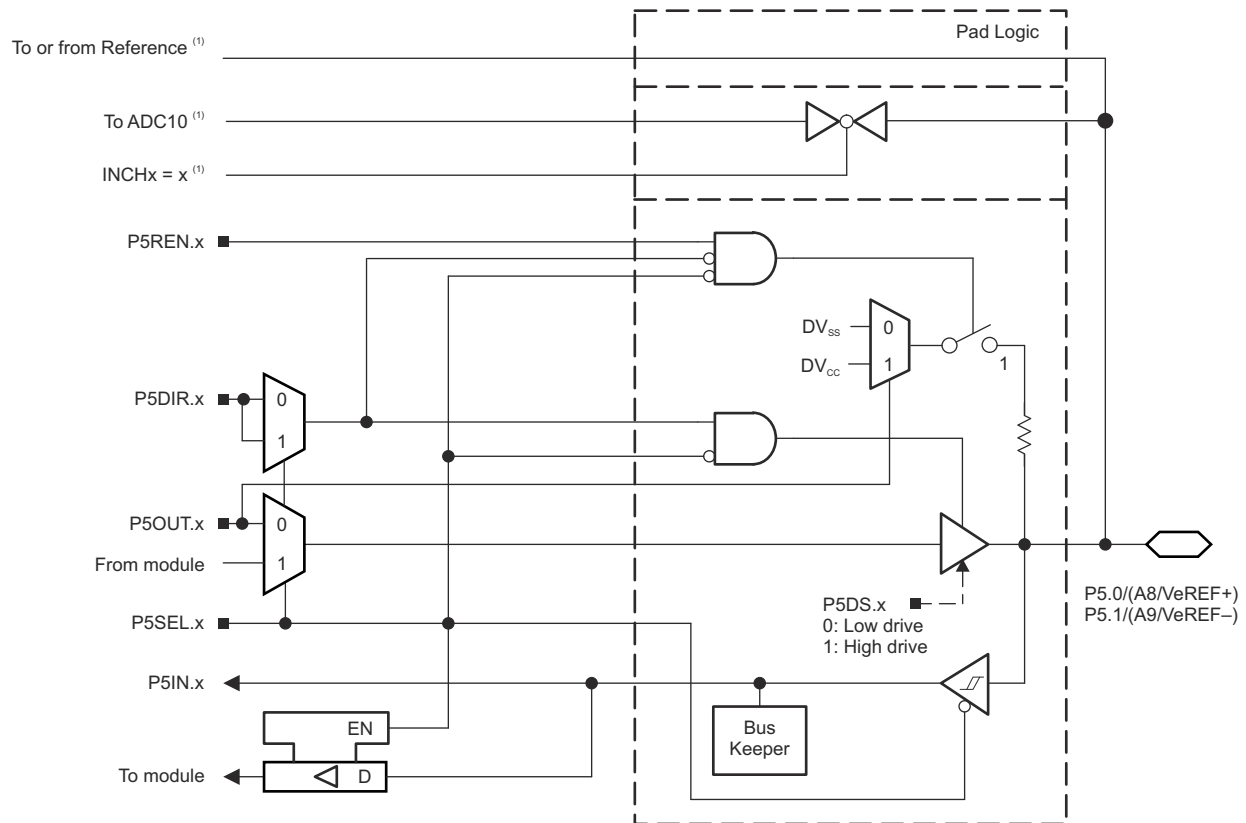 Pad Logic
To or from Reference (1)
To ADC10 (1)
INCHx = x (1)
P5REN.x
DVSS
0
DVCC
1
1
P5DIR.x
0
1
P5OUT.x
0
From module
1
P5SEL.x
P5DS.x
0: Low drive
1: High drive
P5.0/(A8/VeREF+)
P5.1/(A9/VeREF–)
P5IN.x
Bus
Keeper
EN
To module
D